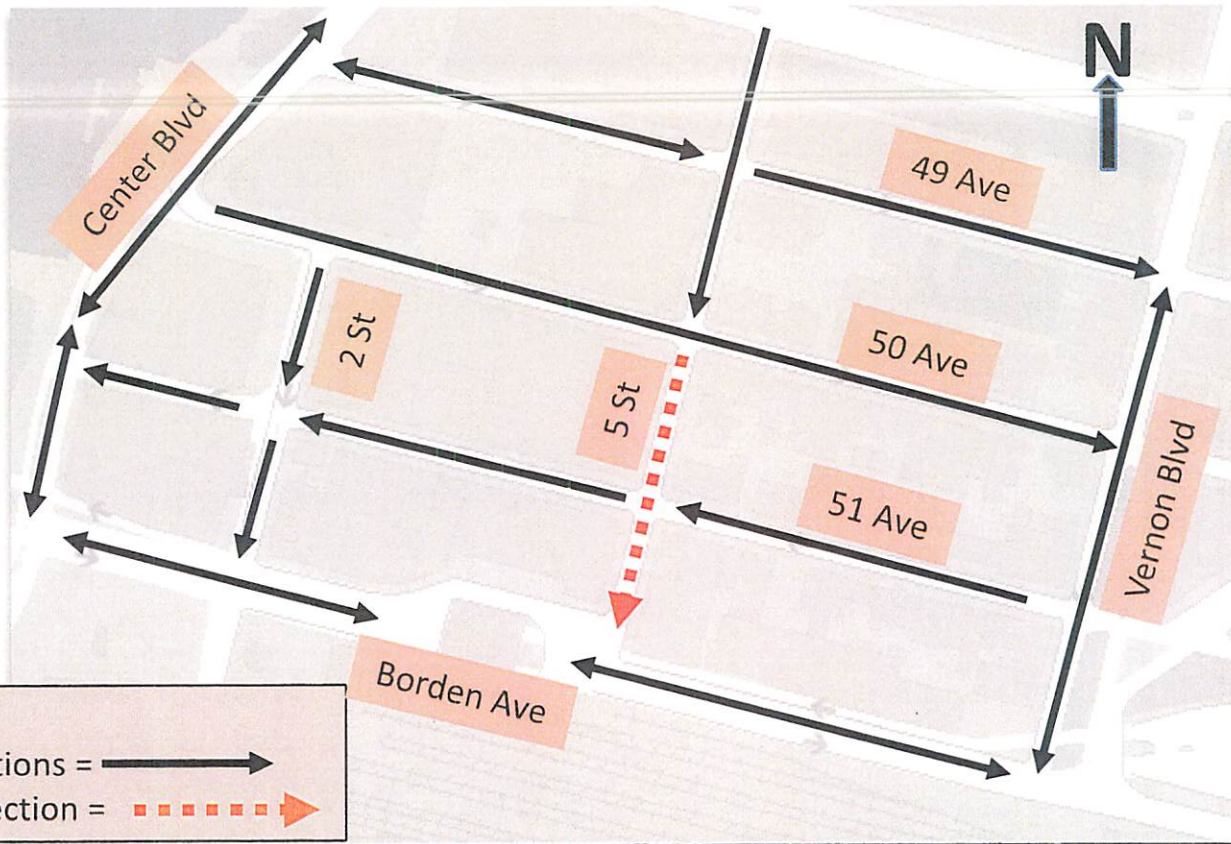 N
Center Blvd
49 Ave
2 St
50 Ave
5 St
51 Ave
Vernon Blvd
Borden Ave
tions =
ection =